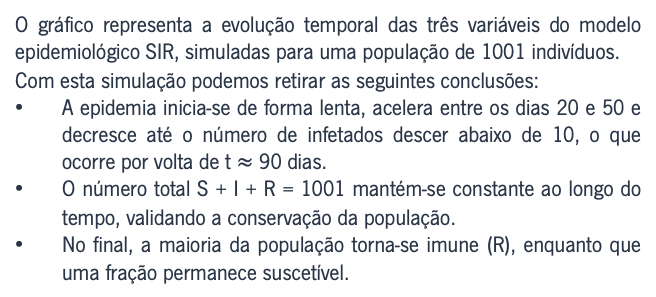 O gráfico representa a evolução temporal das três variáveis do modelo
epidemiológico SIR, simuladas para uma população de 1001 indivíduos.
Com esta simulação podemos retirar as seguintes conclusões:
• A epidemia inicia-se de forma lenta, acelera entre os dias 20 e 50 e
decresce até o número de infetados descer abaixo de 10, o que
ocorre por volta de t ≈ 90 dias.
• O número total S + I + R = 1001 mantém-se constante ao longo do
tempo, validando a conservação da população.
• No final, a maioria da população torna-se imune (R), enquanto que
uma fração permanece suscetível.